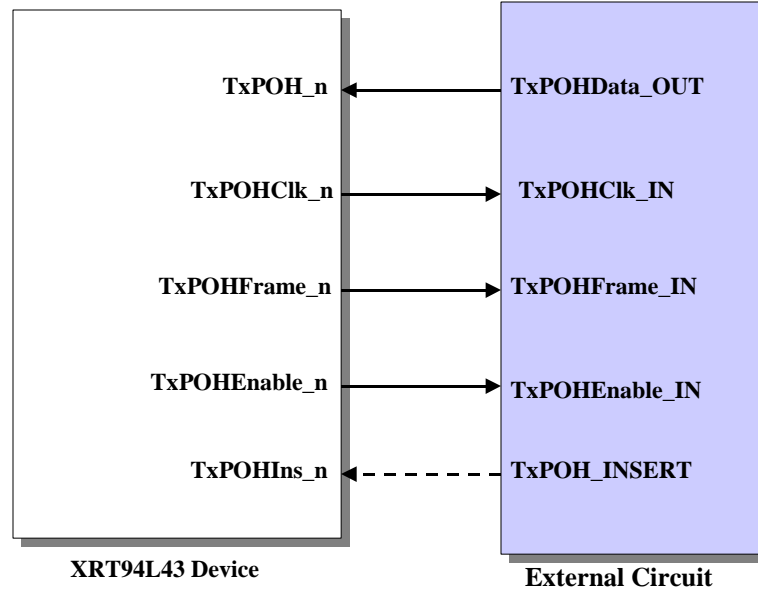 TxPOH_n TxPOHData_OUT
TxPOHClk_n TxPOHClk_IN
TxPOHFrame_n TxPOHFrame_IN
TxPOHEnable_n TxPOHEnable_IN
TxPOHIns_n TxPOH_INSERT
XRT94L43 Device External Circuit